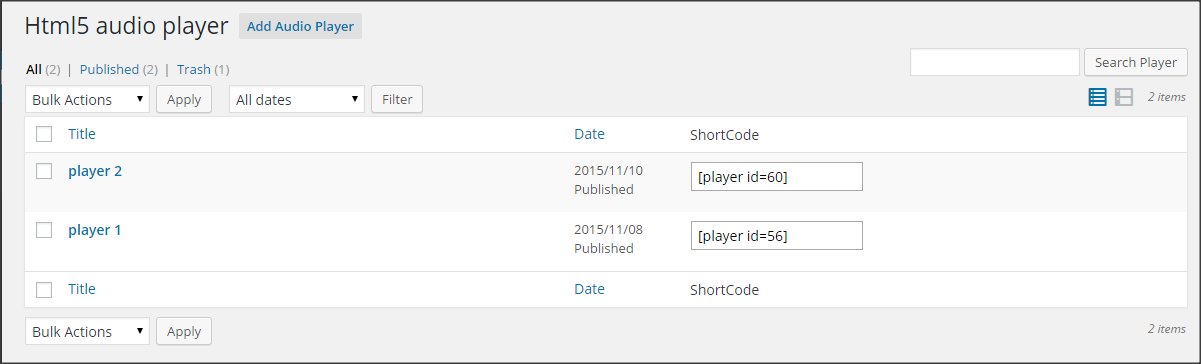 Html5 audio player Add Audio Player
All (2) | Published (2) | Trash (1)
Search Player
Bulk Actions Apply All dates Filter 2 items
Title Date ShortCode
player 2 2015/11/10 [player id=60]
Published
player 1 2015/11/08 [player id=56]
Published
Title Date ShortCode
Bulk Actions Apply 2 items